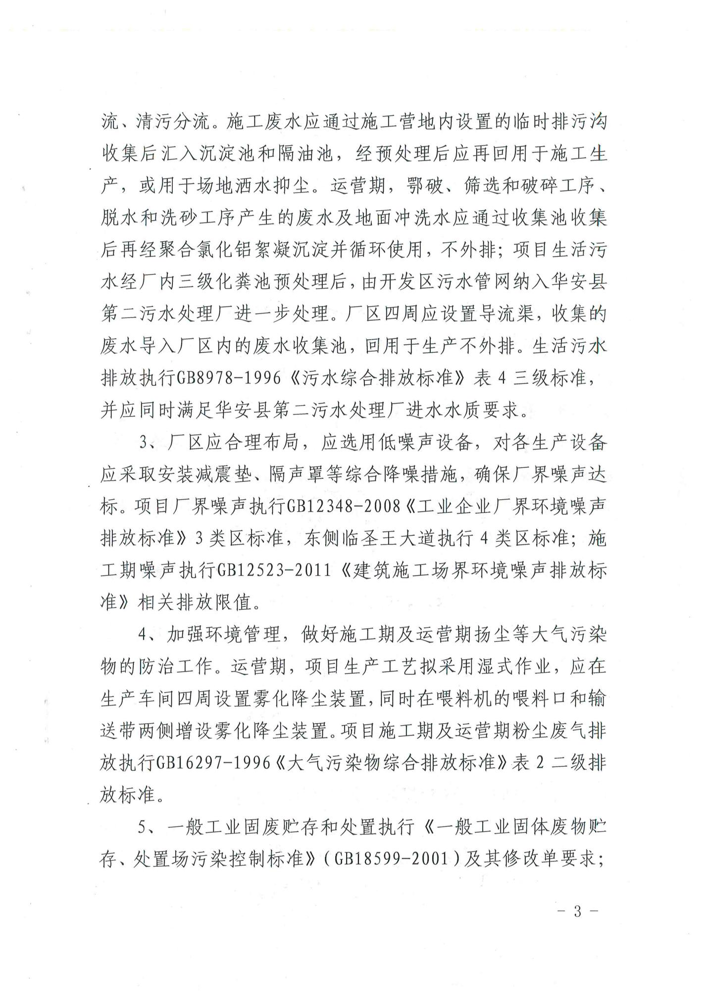 流、清污分流。施工废水应通过施工营地内设置的临时排污沟
收集后汇入沉淀池和隔油池，经预处理后应再回用于施工生
产，或用于场地洒水抑尘。运营期，鄂破、筛选和破碎工序、
脱水和洗砂工序产生的废水及地面冲洗水应通过收集池收集
后再经聚合氯化铝絮凝沉淀并循环使用，不外排；项目生活污
水经厂内三级化粪池预处理后，由开发区污水管网纳入华安县
第二污水处理厂进一步处理。厂区四周应设置导流渠，收集的
废水导入厂区内的废水收集池，回用于生产不外排。生活污水
排放执行GB8978-1996《污水综合排放标准》表4三级标准，
并应同时满足华安县第二污水处理厂进水水质要求。
3、厂区应合理布局，应选用低噪声设备，对各生产设备
应采取安装减震垫、隔声罩等综合降噪措施，确保厂界噪声达
标。项目厂界噪声执行GB12348-2008《工业企业厂界环境噪声
排放标准》3类区标准，东侧临圣王大道执行4类区标准；施
工期噪声执行GB12523-2011《建筑施工场界环境噪声排放标
准》相关排放限值。
4、加强环境管理，做好施工期及运营期扬尘等大气污染
物的防治工作。运营期，项目生产工艺拟采用湿式作业，应在
生产车间四周设置雾化降尘装置，同时在喂料机的喂料口和输
送带两侧增设雾化降尘装置。项目施工期及运营期粉尘废气排
放执行GB16297-1996《大气污染物综合排放标准》表2二级排
放标准。
5、一般工业固废贮存和处置执行《一般工业固体废物贮
存、处置场污染控制标准》（GB18599-2001）及其修改单要求；
- 3 -